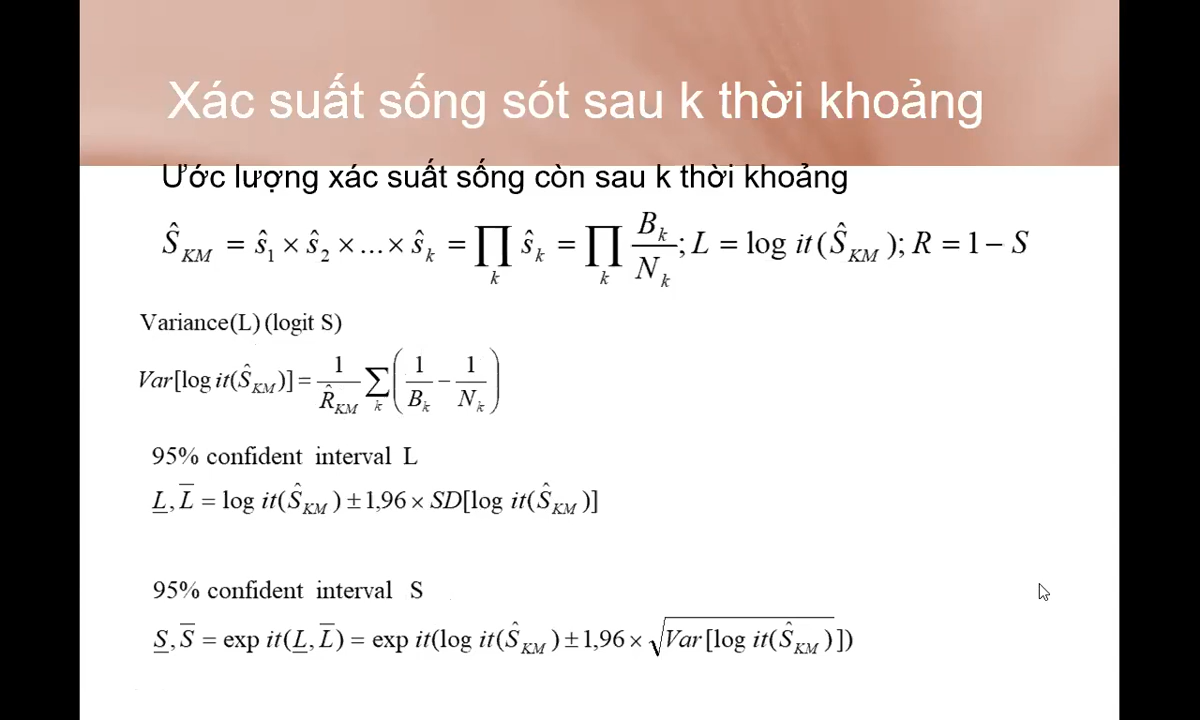 Xác suất sống sót sau k thời khoảng
Ước lượng xác suất sống còn sau k thời khoảng
Ŝ_KM = ŝ_1 × ŝ_2 × ... × ŝ_k = ∏_k ŝ_k = ∏_k B_k/N_k ; L = log it(Ŝ_KM); R = 1 − S
Variance(L) (logit S)
Var[log it(Ŝ_KM)] = 1/R̂_KM ∑_k (1/B_k − 1/N_k)
95% confident interval L
L̲, L̅ = log it(Ŝ_KM) ± 1,96 × SD[log it(Ŝ_KM)]
95% confident interval S
S̲, S̅ = exp it(L̲, L̅) = exp it(log it(Ŝ_KM) ± 1,96 × √Var[log it(Ŝ_KM)])